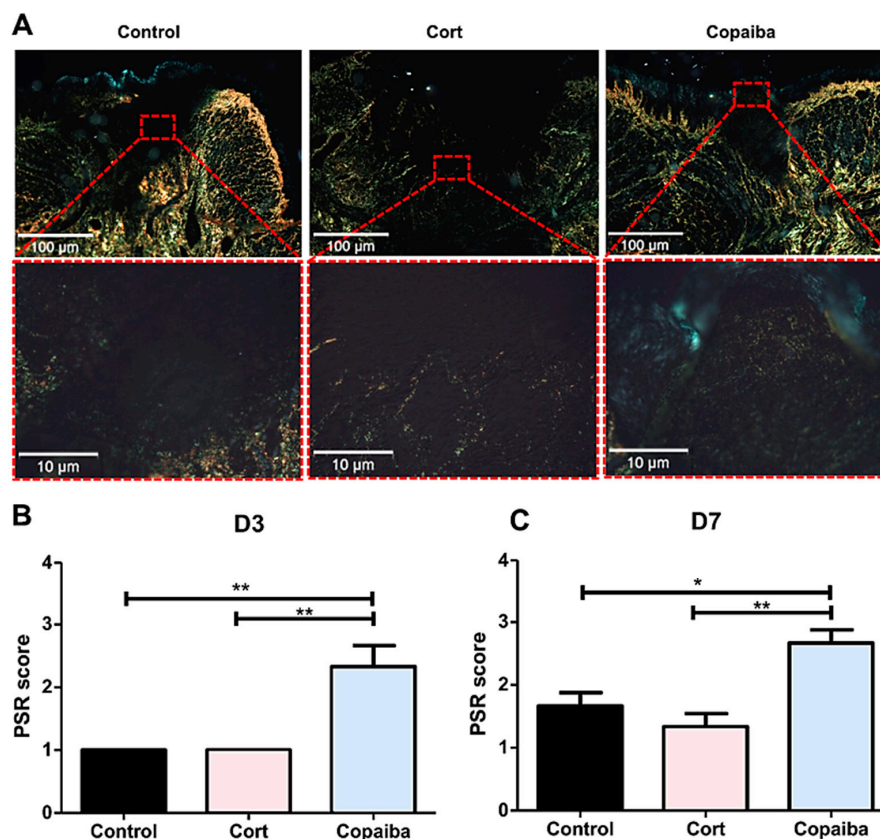 A
Control Cort Copaiba
100 µm 100 µm 100 µm
10 µm 10 µm 10 µm
B
D3
PSR score
4
3
2
1
0
**
**
Control Cort Copaiba
C
D7
PSR score
4
3
2
1
0
*
**
Control Cort Copaiba